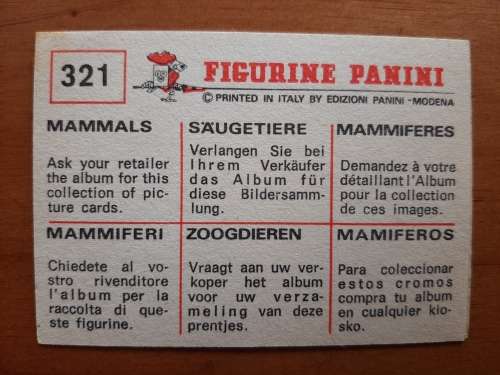 321
FIGURINE PANINI
© PRINTED IN ITALY BY EDIZIONI PANINI - MODENA
MAMMALS
Ask your retailer
the album for this
collection of pic-
ture cards.
SÄUGETIERE
Verlangen Sie bei
Ihrem Verkäufer
das Album für
diese Bildersamm-
lung.
MAMMIFERES
Demandez à votre
détaillant l'Album
pour la collection
de ces images.
MAMMIFERI
Chiedete al vo-
stro rivenditore
l'album per la
raccolta di que-
ste figurine.
ZOOGDIEREN
Vraagt aan uw ver-
koper het album
voor uw verza-
meling van deze
prentjes.
MAMIFEROS
Para coleccionar
estos cromos
compra tu album
en cualquier kio-
sko.